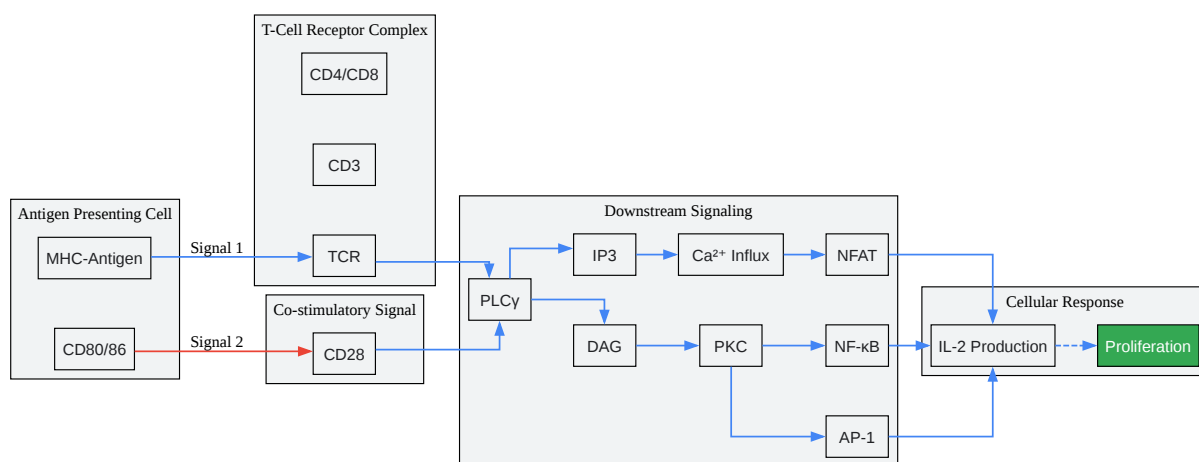 T-Cell Receptor Complex
CD4/CD8
CD3
TCR
Antigen Presenting Cell
MHC-Antigen
CD80/86
Signal 1
Signal 2
Co-stimulatory Signal
CD28
Downstream Signaling
PLCγ
IP3
Ca²⁺ Influx
NFAT
DAG
PKC
NF-κB
AP-1
Cellular Response
IL-2 Production
Proliferation